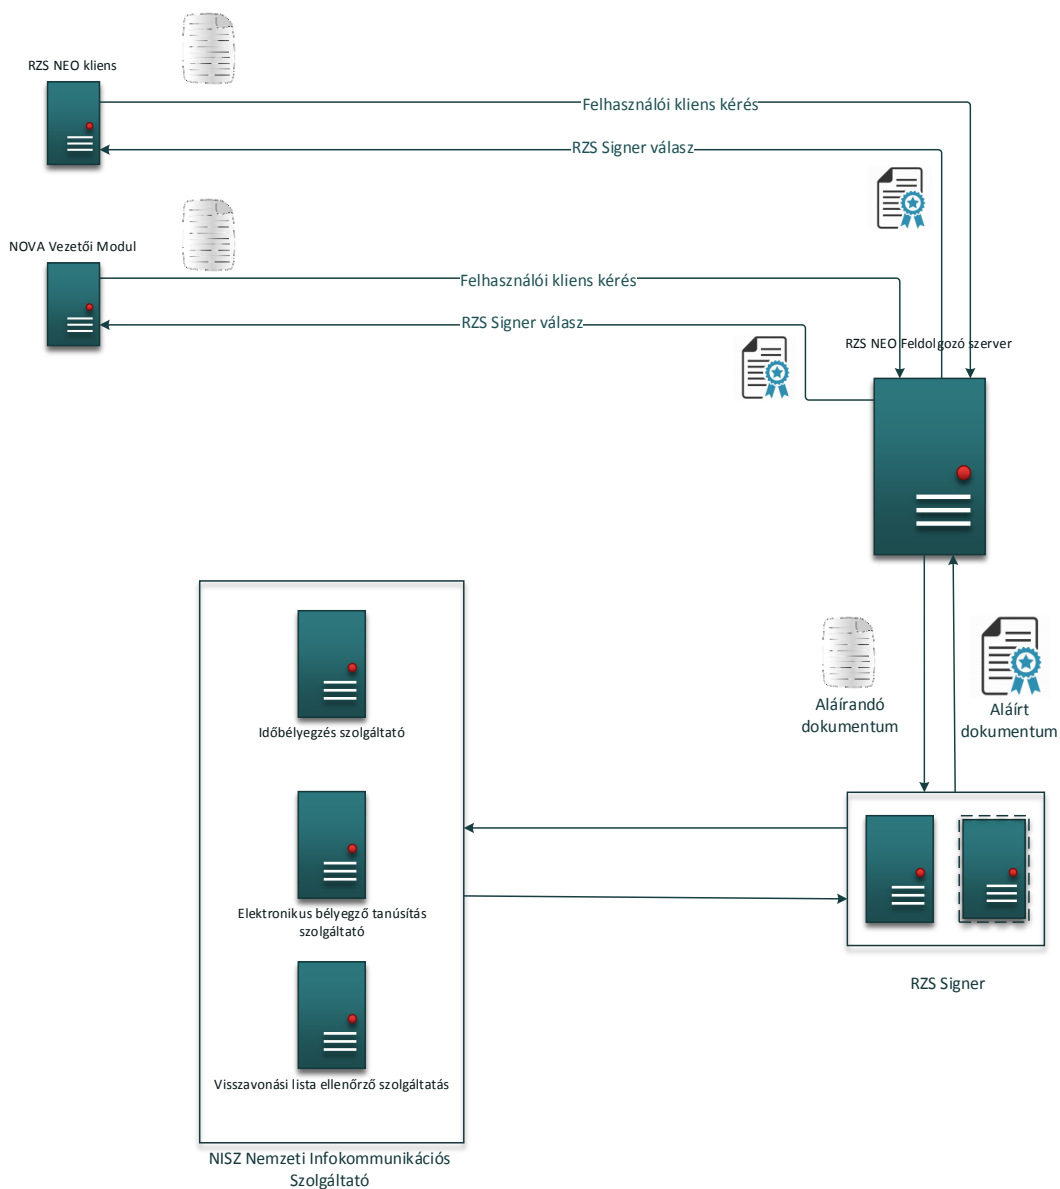 RZS NEO kliens
Felhasználói kliens kérés
RZS Signer válasz
NOVA Vezetői Modul
Felhasználói kliens kérés
RZS Signer válasz
RZS NEO Feldolgozó szerver
Aláírandó
dokumentum
Aláírt
dokumentum
Időbélyegzés szolgáltató
Elektronikus bélyegző tanúsítás
szolgáltató
Visszavonási lista ellenőrző szolgáltatás
RZS Signer
NISZ Nemzeti Infokommunikációs
Szolgáltató